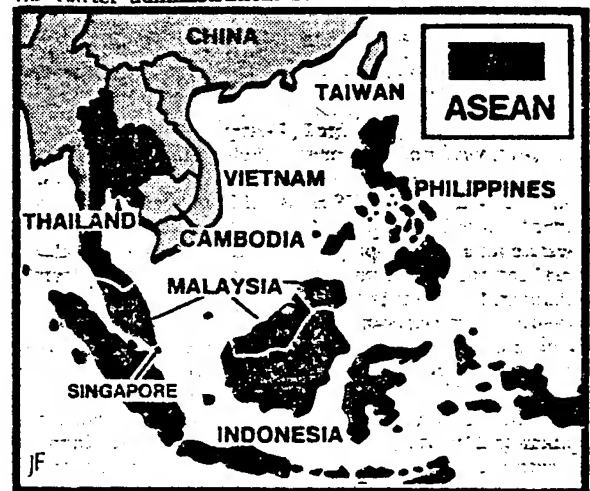 CHINA
TAIWAN
ASEAN
VIETNAM
PHILIPPINES
THAILAND
CAMBODIA
MALAYSIA
SINGAPORE
INDONESIA
JF